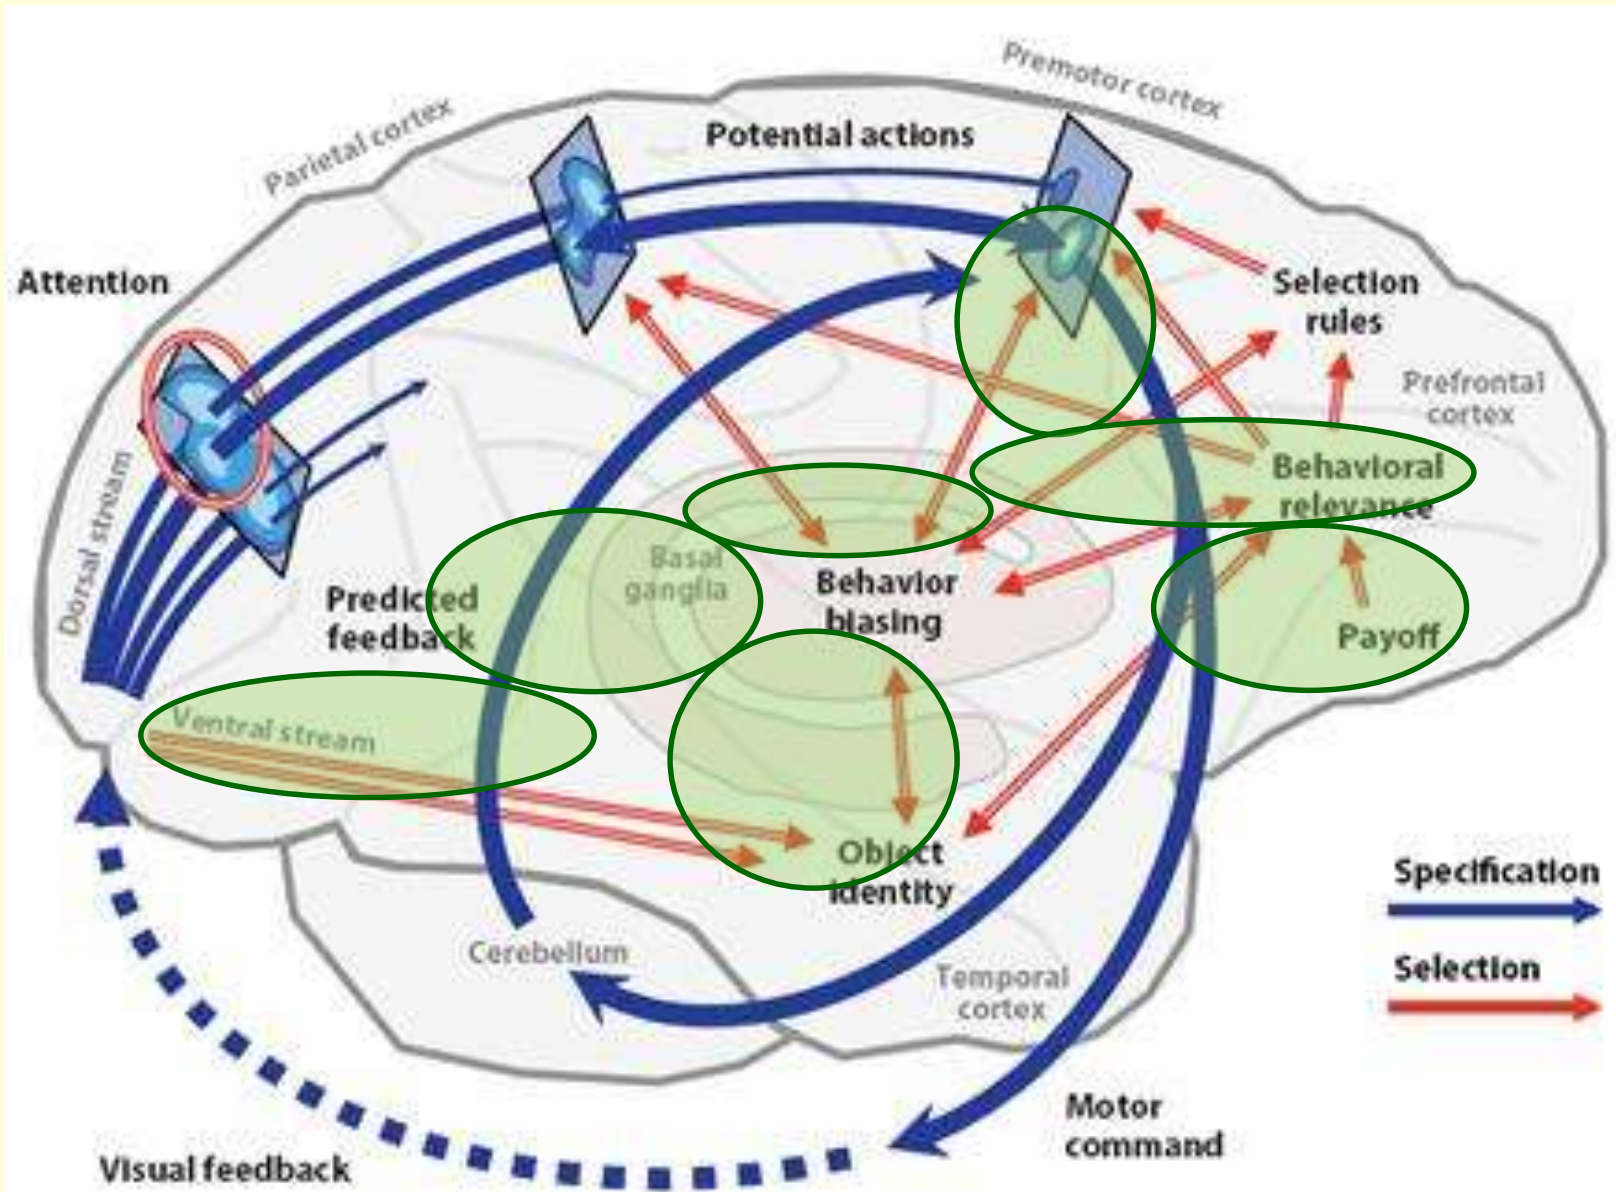 Premotor cortex
Parietal cortex
Potential actions
Attention
Selection
rules
Prefrontal
cortex
Dorsal stream
Behavioral
relevance
Basal
ganglia
Behavior
biasing
Predicted
feedback
Payoff
Ventral stream
Object
identity
Specification
Cerebellum
Selection
Temporal
cortex
Motor
command
Visual feedback